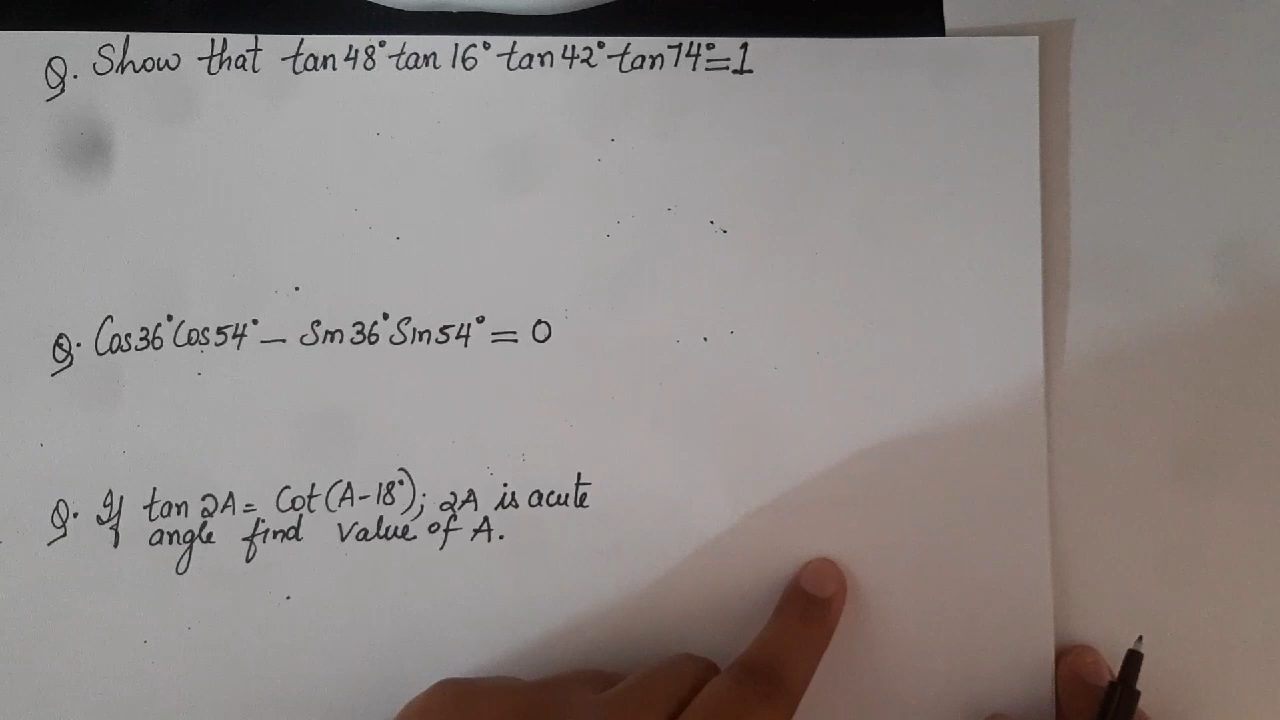 Q. Show that tan 48° tan 16° tan 42° tan 74° = 1
Q. Cos 36° Cos 54° - Sin 36° Sin 54° = 0
Q. If tan 2A = Cot (A-18°); 2A is acute
angle find value of A.